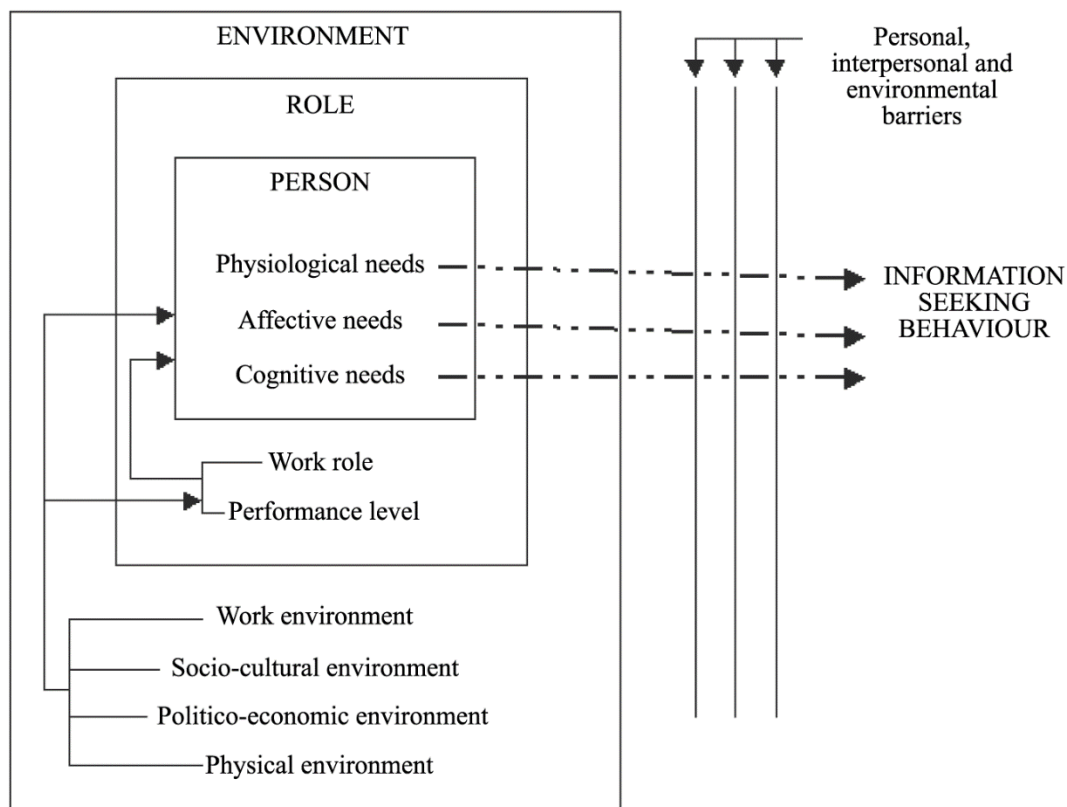 ENVIRONMENT
ROLE
PERSON
Physiological needs
Affective needs
Cognitive needs
Work role
Performance level
Work environment
Socio-cultural environment
Politico-economic environment
Physical environment
Personal,
interpersonal and
environmental
barriers
INFORMATION
SEEKING
BEHAVIOUR